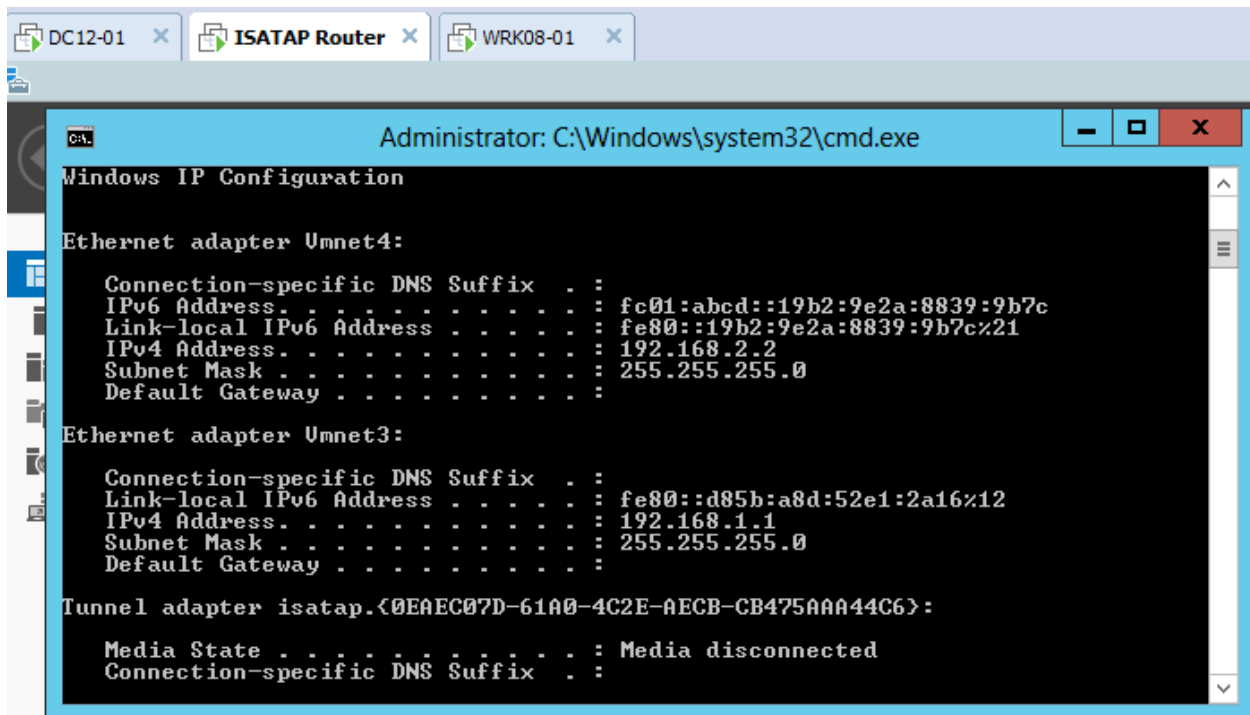 DC12-01 × ISATAP Router × WRK08-01 ×
Administrator: C:\Windows\system32\cmd.exe
Windows IP Configuration
Ethernet adapter Vmnet4:
Connection-specific DNS Suffix . :
IPv6 Address. . . . . . . . . . . : fc01:abcd::19b2:9e2a:8839:9b7c
Link-local IPv6 Address . . . . . : fe80::19b2:9e2a:8839:9b7c%21
IPv4 Address. . . . . . . . . . . : 192.168.2.2
Subnet Mask . . . . . . . . . . . : 255.255.255.0
Default Gateway . . . . . . . . . :
Ethernet adapter Vmnet3:
Connection-specific DNS Suffix . :
Link-local IPv6 Address . . . . . : fe80::d85b:a8d:52e1:2a16%12
IPv4 Address. . . . . . . . . . . : 192.168.1.1
Subnet Mask . . . . . . . . . . . : 255.255.255.0
Default Gateway . . . . . . . . . :
Tunnel adapter isatap.{0EAEC07D-61A0-4C2E-AECB-CB475AAA44C6}:
Media State . . . . . . . . . . . : Media disconnected
Connection-specific DNS Suffix . :